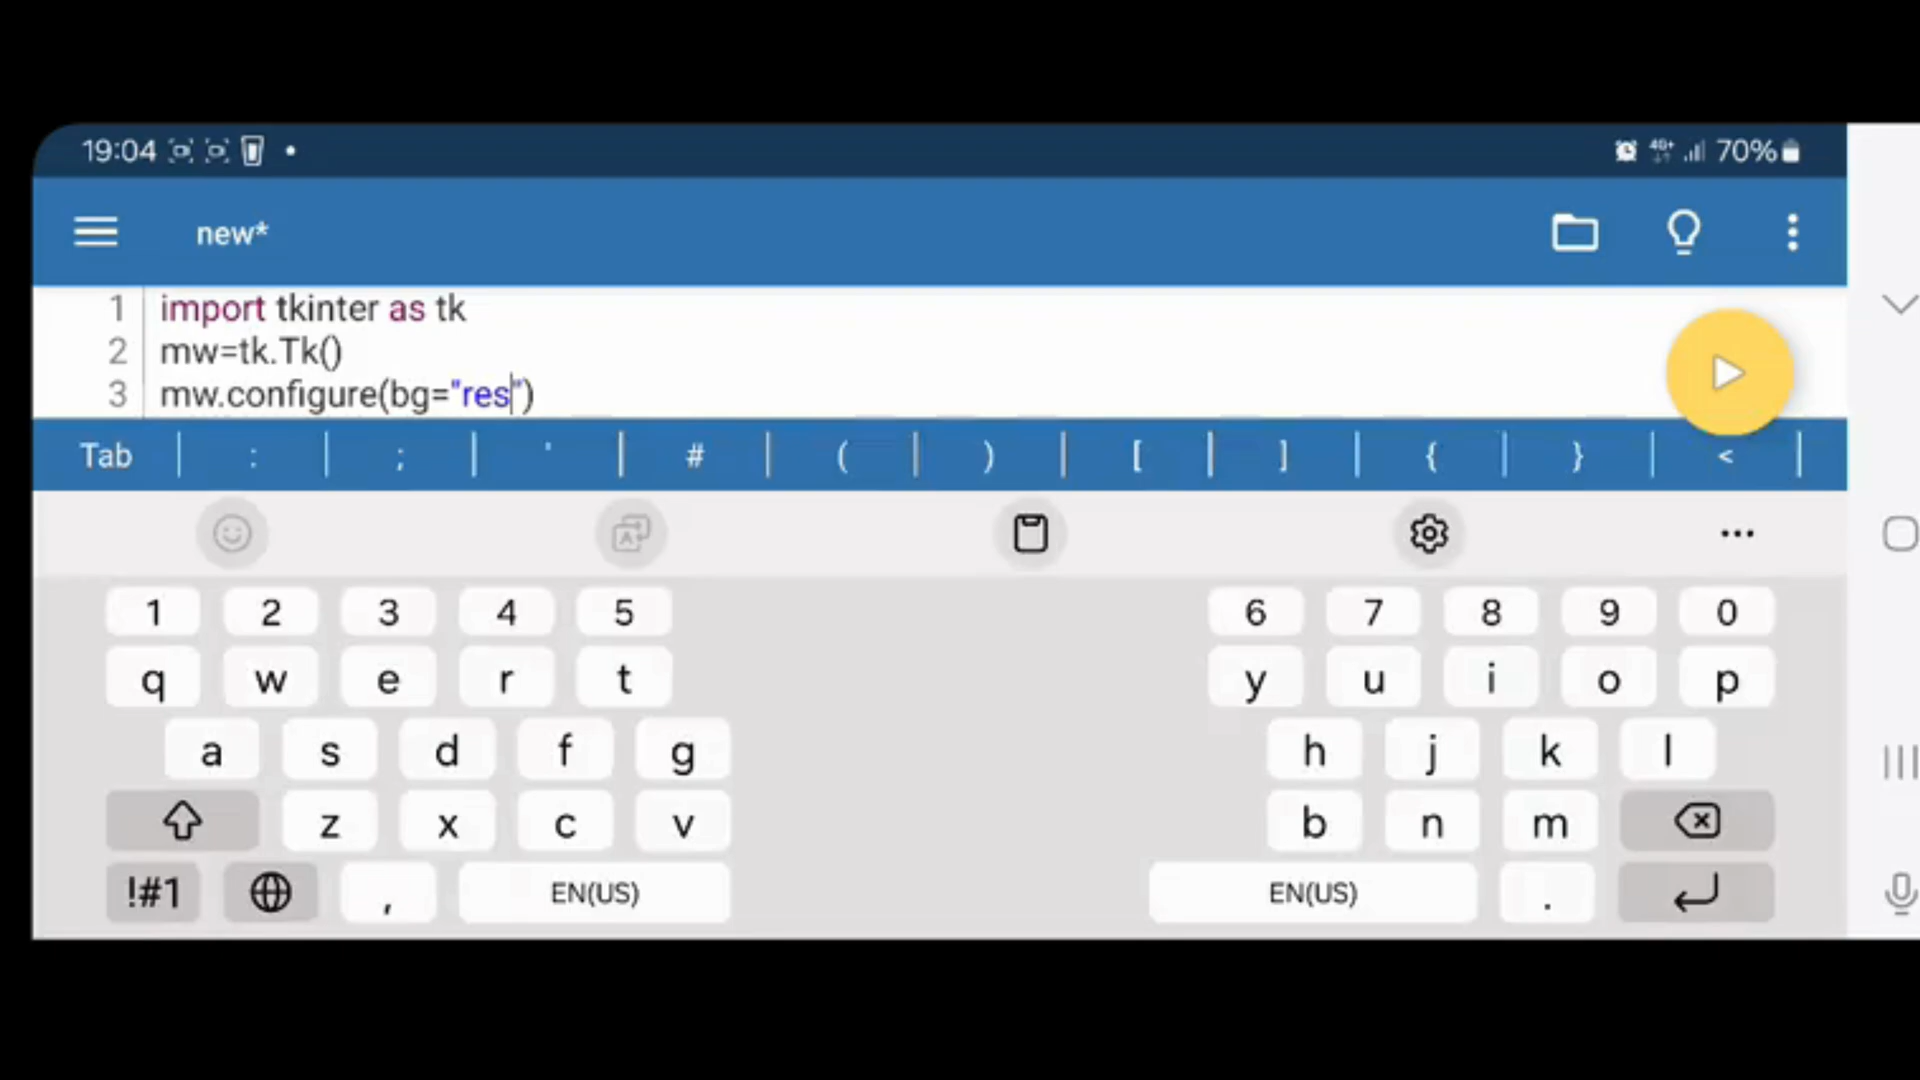 19:04 4G+ 70%
new*
1 import tkinter as tk
2 mw=tk.Tk()
3 mw.configure(bg="res")
Tab : ; ' # ( ) [ ] { } <
1 2 3 4 5 6 7 8 9 0
q w e r t y u i o p
a s d f g h j k l
z x c v b n m
!#1 , EN(US) EN(US) .